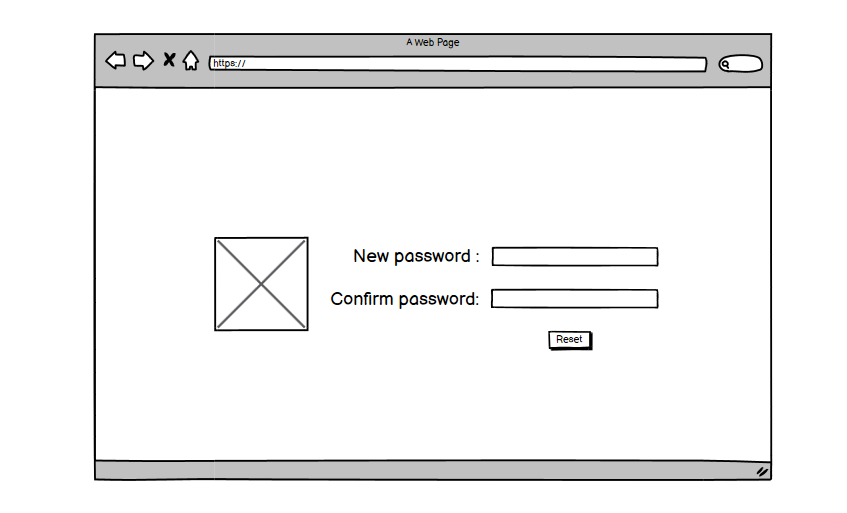 A Web Page
https://
New password :
Confirm password:
Reset